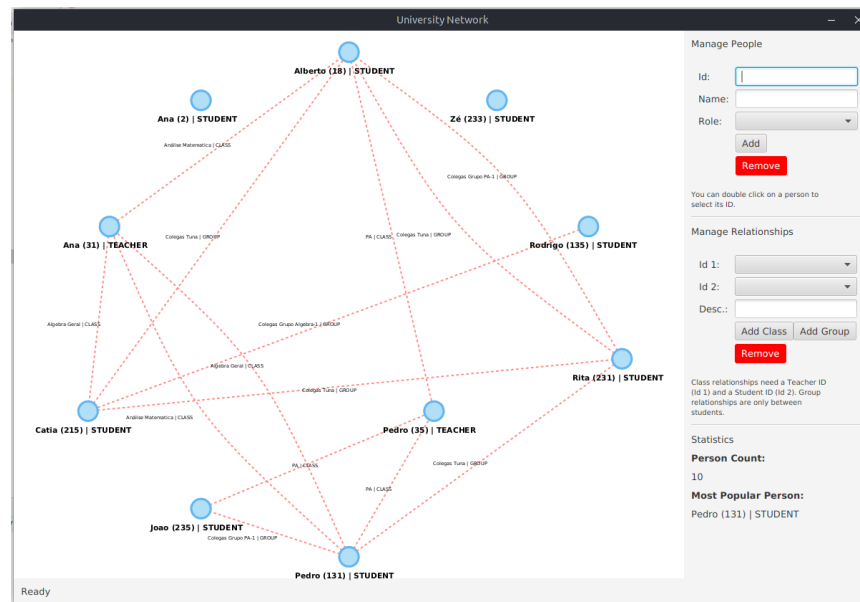 University Network
Alberto (18) | STUDENT
Ana (2) | STUDENT
Zé (233) | STUDENT
Análise Matematica | CLASS
Colegas Grupo PA-1 | GROUP
Colegas Tuna | GROUP
PA | CLASS
Colegas Tuna | GROUP
Ana (31) | TEACHER
Rodrigo (135) | STUDENT
Algebra Geral | CLASS
Colegas Grupo Algebra-1 | GROUP
Algebra Geral | CLASS
Rita (231) | STUDENT
Colegas Tuna | GROUP
Análise Matematica | CLASS
Catia (215) | STUDENT
Pedro (35) | TEACHER
PA | CLASS
Colegas Tuna | GROUP
PA | CLASS
Joao (235) | STUDENT
Colegas Grupo PA-1 | GROUP
Pedro (131) | STUDENT
Manage People
Id:
Name:
Role:
Add
Remove
You can double click on a person to
select its ID.
Manage Relationships
Id 1:
Id 2:
Desc.:
Add Class Add Group
Remove
Class relationships need a Teacher ID
(Id 1) and a Student ID (Id 2). Group
relationships are only between
students.
Statistics
Person Count:
10
Most Popular Person:
Pedro (131) | STUDENT
Ready